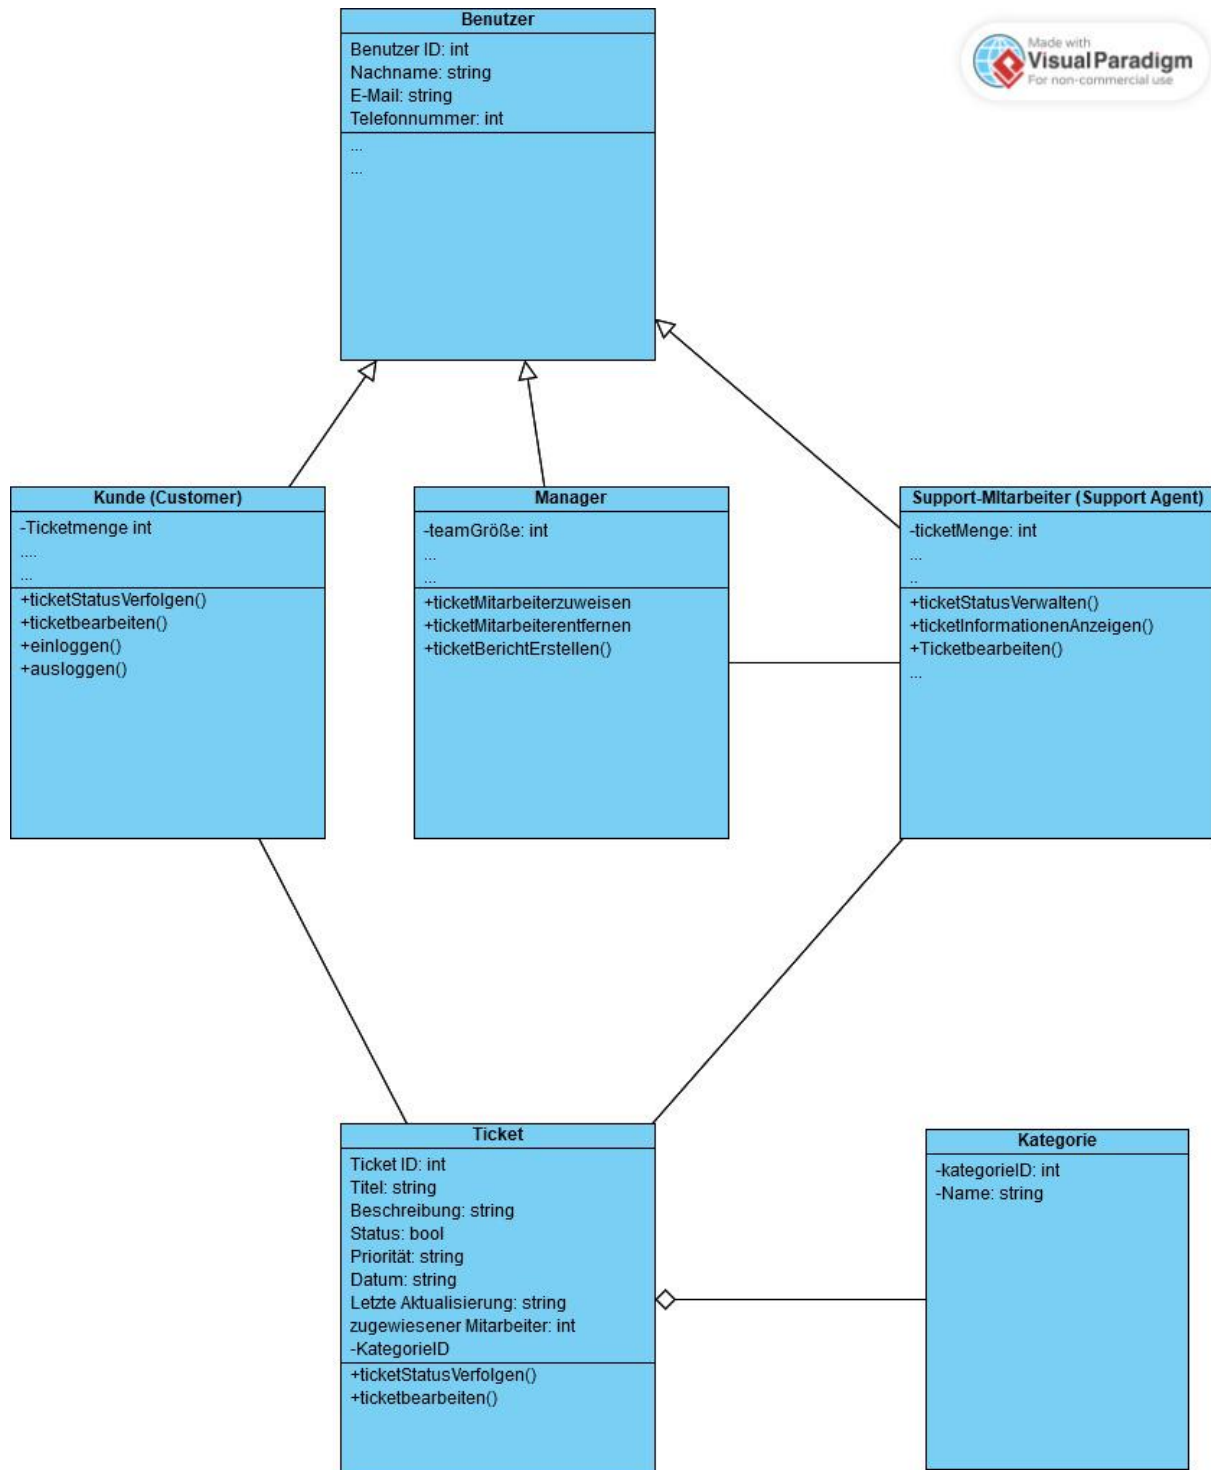 Benutzer
Benutzer ID: int
Nachname: string
E-Mail: string
Telefonnummer: int
...
...
Made with
Visual Paradigm
For non-commercial use
Kunde (Customer)
-Ticketmenge int
....
...
+ticketStatusVerfolgen()
+ticketbearbeiten()
+einloggen()
+ausloggen()
Manager
-teamGröße: int
...
...
+ticketMitarbeiterzuweisen
+ticketMitarbeiterentfernen
+ticketBerichtErstellen()
Support-MItarbeiter (Support Agent)
-ticketMenge: int
...
..
+ticketStatusVerwalten()
+ticketInformationenAnzeigen()
+Ticketbearbeiten()
...
Ticket
Ticket ID: int
Titel: string
Beschreibung: string
Status: bool
Priorität: string
Datum: string
Letzte Aktualisierung: string
zugewiesener Mitarbeiter: int
-KategorieID
+ticketStatusVerfolgen()
+ticketbearbeiten()
Kategorie
-kategorieID: int
-Name: string